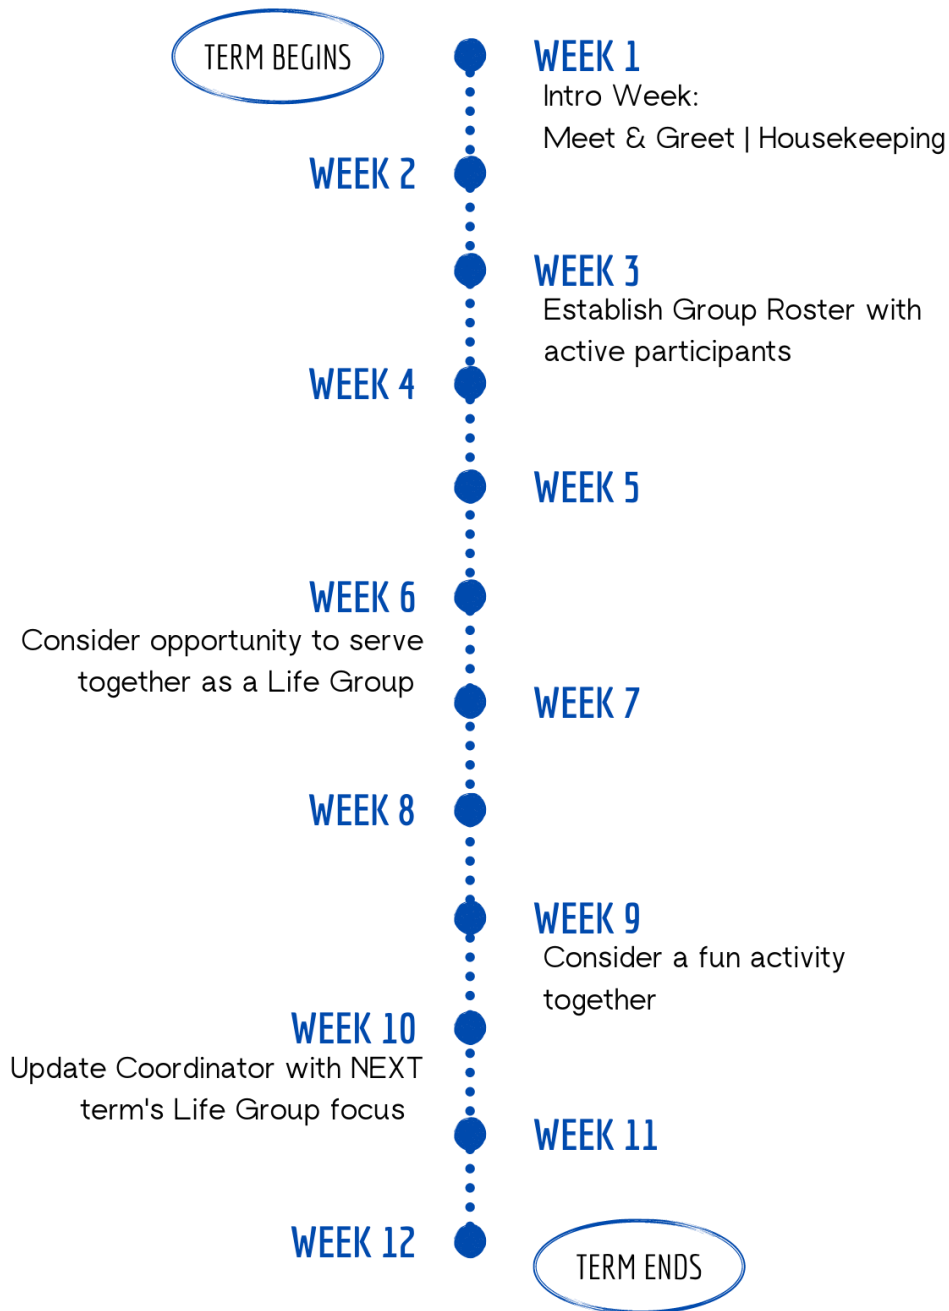 TERM BEGINS
WEEK 1
Intro Week:
Meet & Greet | Housekeeping
WEEK 2
WEEK 3
Establish Group Roster with
active participants
WEEK 4
WEEK 5
WEEK 6
Consider opportunity to serve
together as a Life Group
WEEK 7
WEEK 8
WEEK 9
Consider a fun activity
together
WEEK 10
Update Coordinator with NEXT
term's Life Group focus
WEEK 11
WEEK 12
TERM ENDS